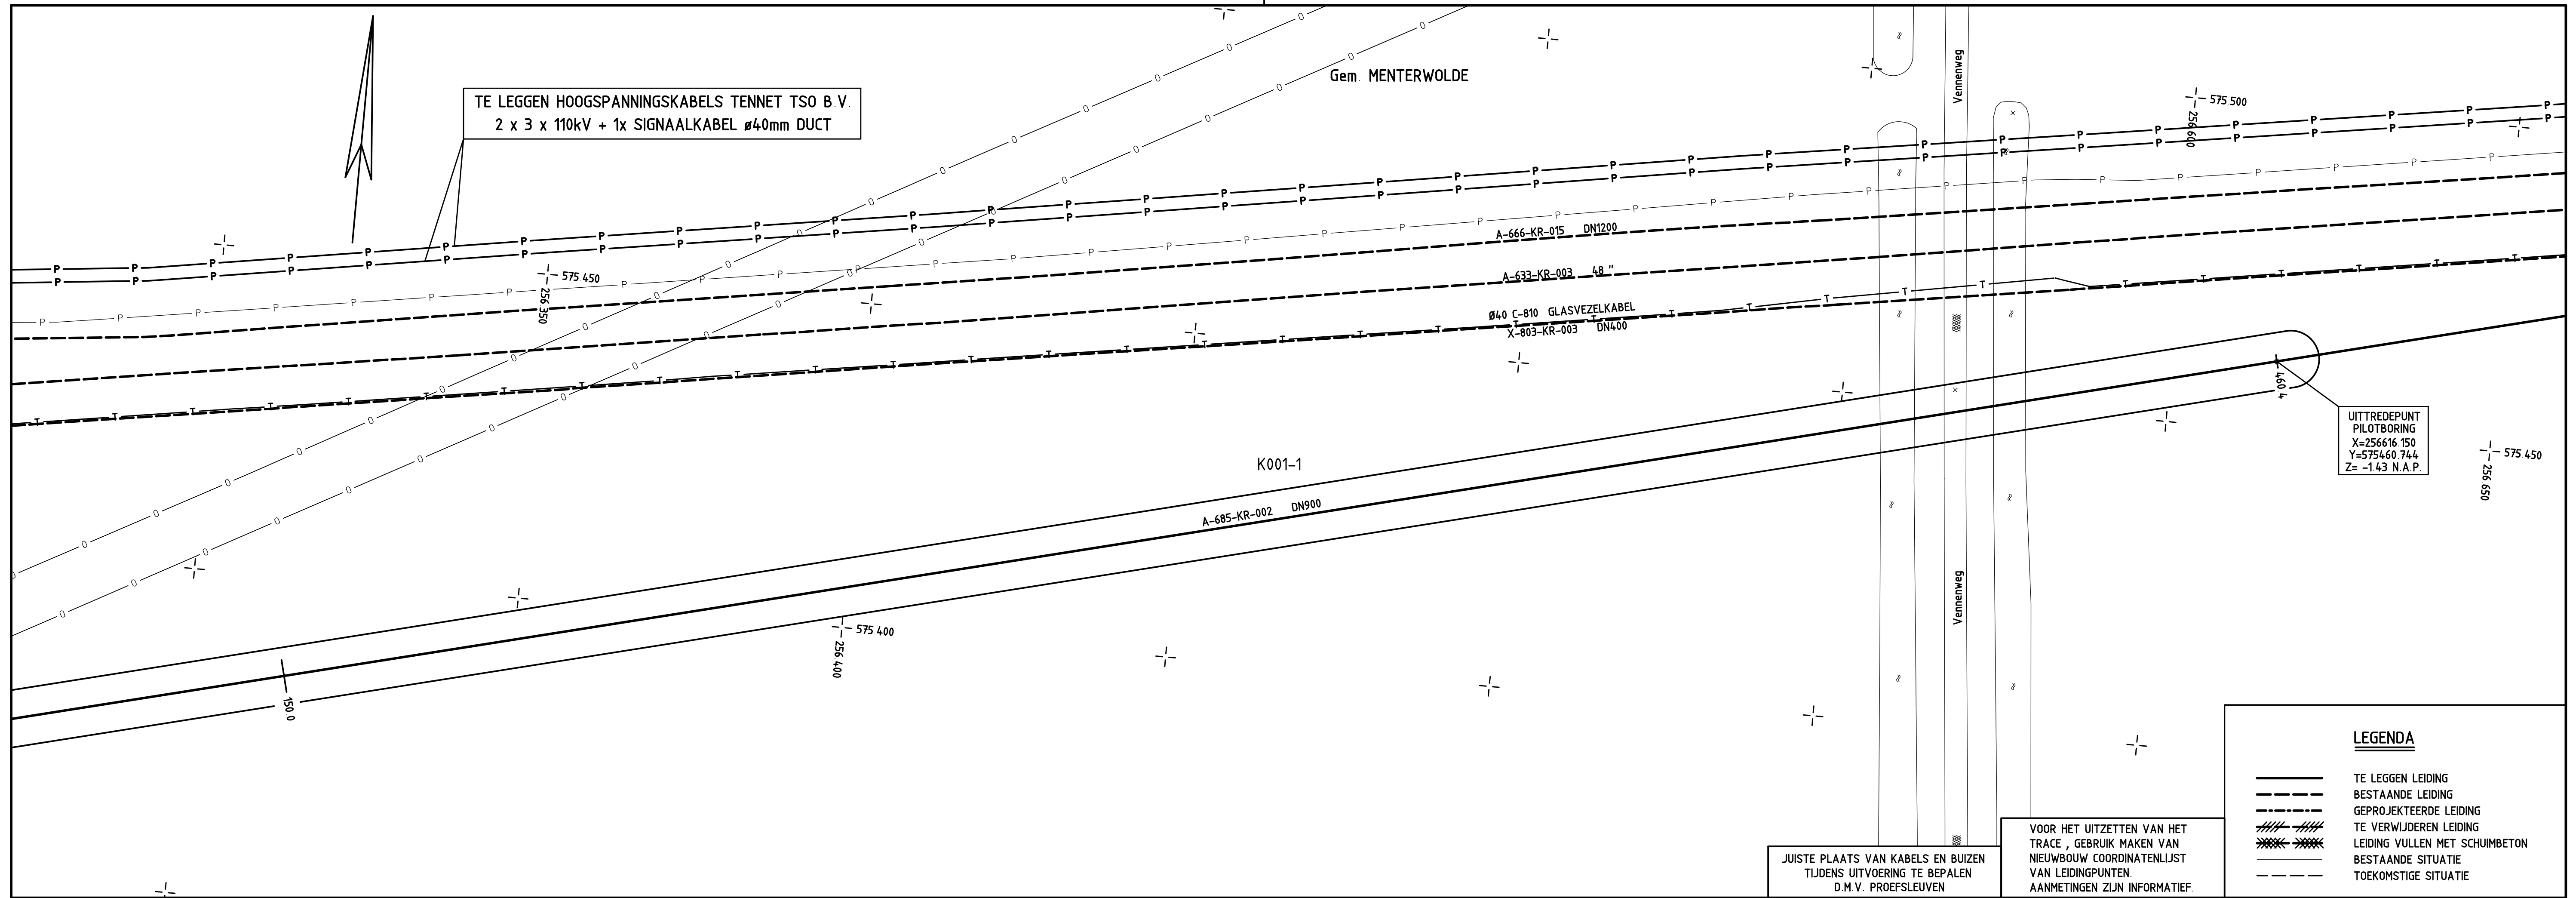 Gem. MENTERWOLDE
Vennenweg
TE LEGGEN HOOGSPANNINGSKABELS TENNET TSO B.V.
2 x 3 x 110kV + 1x SIGNAALKABEL ø40mm DUCT
575 500
256.600
A-666-KR-015 DN1200
575 450
256.350
A-633-KR-003 48 "
Ø40 C-810 GLASVEZELKABEL
X-803-KR-003 DN400
460.4
UITTREDEPUNT
PILOTBORING
X=256616.150
Y=575460.744
Z= -1.43 N.A.P.
575 450
256 650
K001-1
A-685-KR-002 DN900
Vennenweg
575 400
256.400
150.0
LEGENDA
TE LEGGEN LEIDING
BESTAANDE LEIDING
GEPROJEKTEERDE LEIDING
TE VERWIJDEREN LEIDING
LEIDING VULLEN MET SCHUIMBETON
BESTAANDE SITUATIE
TOEKOMSTIGE SITUATIE
VOOR HET UITZETTEN VAN HET
TRACE , GEBRUIK MAKEN VAN
NIEUWBOUW COORDINATENLIJST
VAN LEIDINGPUNTEN.
AANMETINGEN ZIJN INFORMATIEF.
JUISTE PLAATS VAN KABELS EN BUIZEN
TIJDENS UITVOERING TE BEPALEN
D.M.V. PROEFSLEUVEN